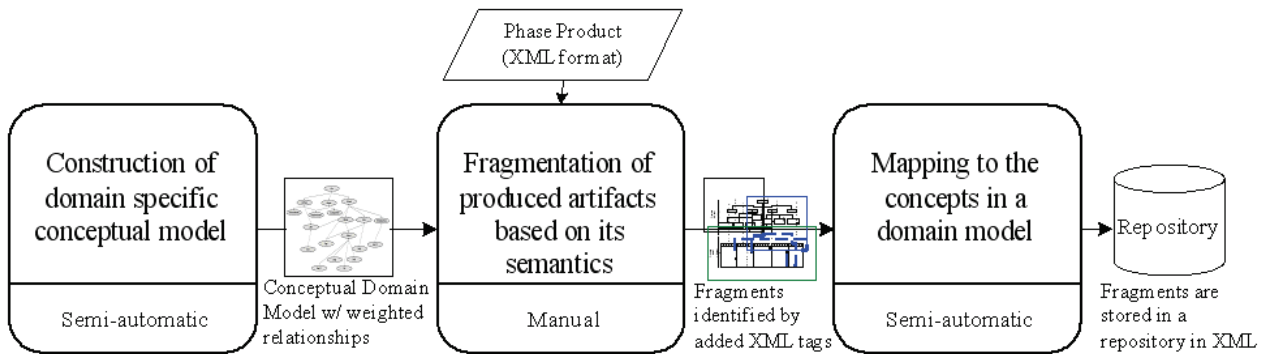 Phase Product
(XML format)
Construction of
domain specific
conceptual model
Semi-automatic
Conceptual Domain
Model w/ weighted
relationships
Fragmentation of
produced artifacts
based on its
semantics
Manual
Fragments
identified by
added XML tags
Mapping to the
concepts in a
domain model
Semi-automatic
Repository
Fragments are
stored in a
repository in XML